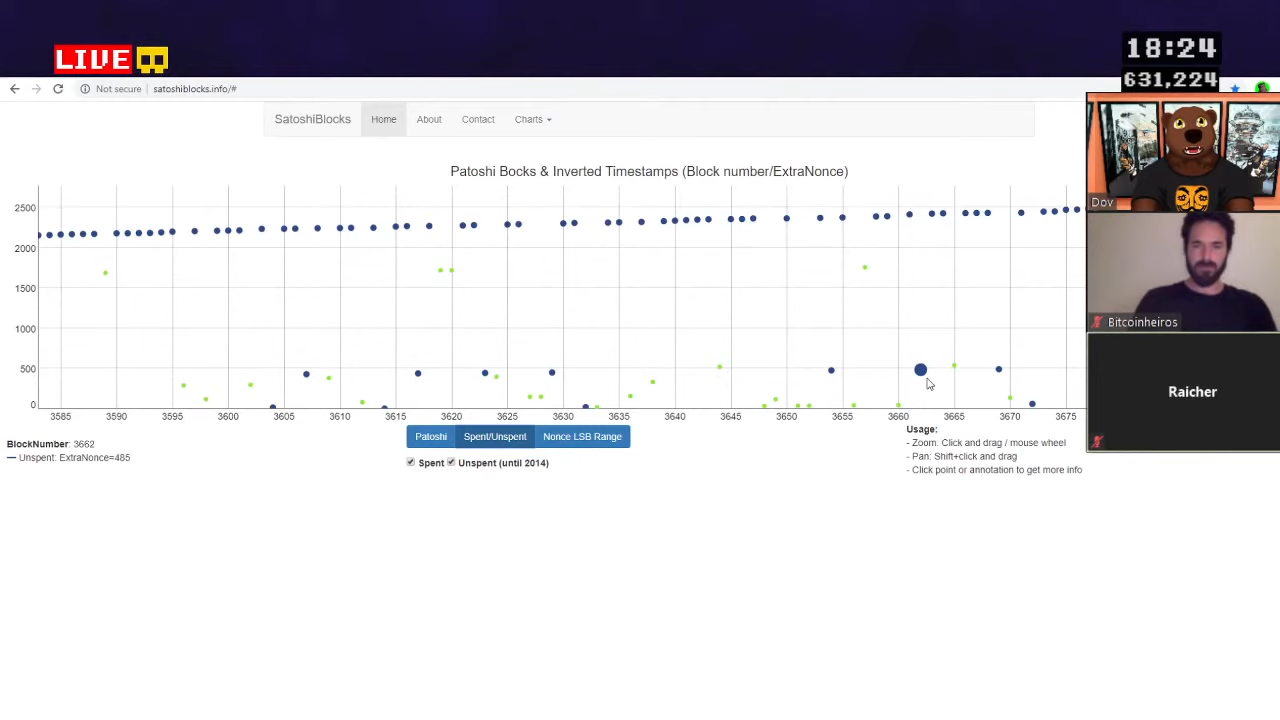 LIVE
18:24
631,224
Not secure
satoshiblocks.info/#
SatoshiBlocks
Home
About
Contact
Charts
Patoshi Bocks & Inverted Timestamps (Block number/ExtraNonce)
2500
2000
1500
1000
500
0
3585
3590
3595
3600
3605
3610
3615
3620
3625
3630
3635
3640
3645
3650
3655
3660
3665
3670
3675
BlockNumber: 3662
Unspent: ExtraNonce=485
Patoshi
Spent/Unspent
Nonce LSB Range
Spent
Unspent (until 2014)
Usage:
- Zoom: Click and drag / mouse wheel
- Pan: Shift+click and drag
- Click point or annotation to get more info
Dov
Bitcoinheiros
Raicher